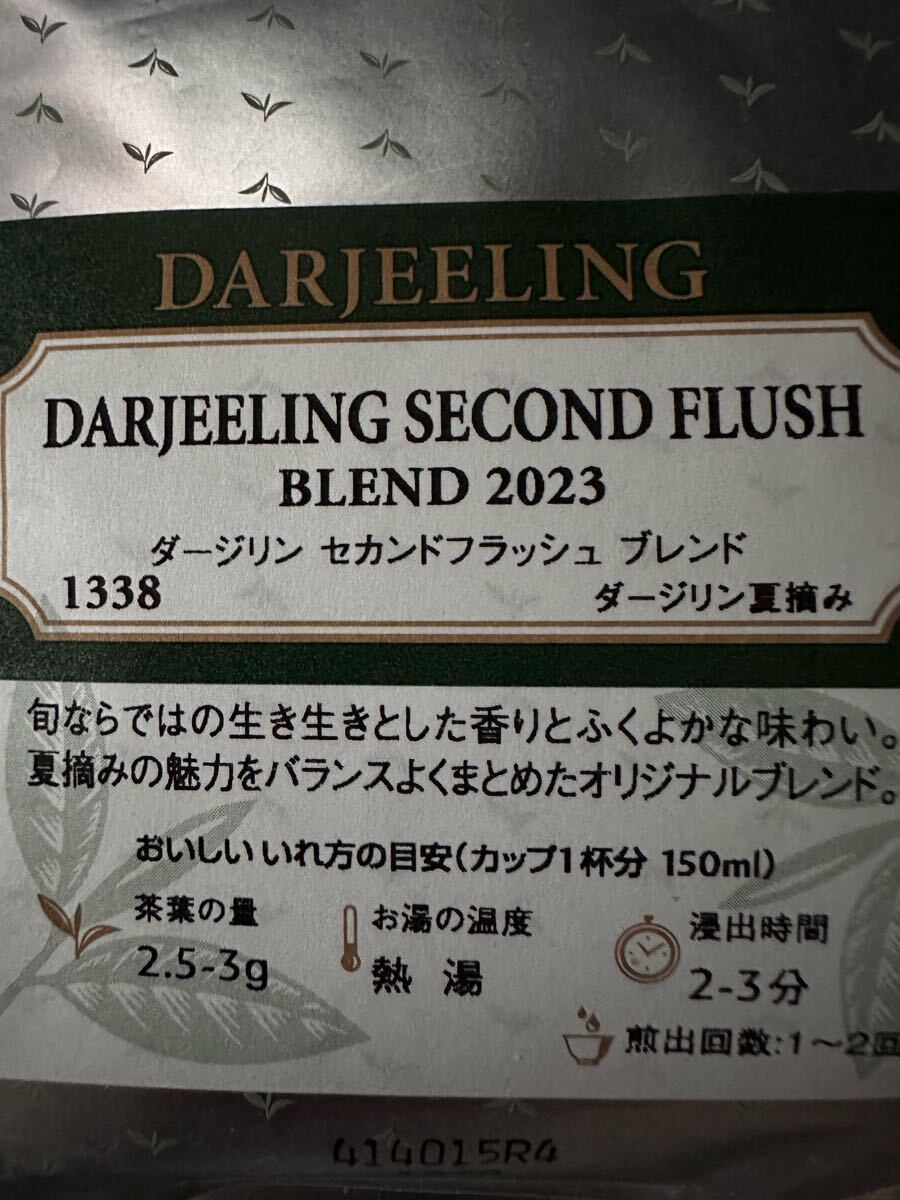 DARJEELING
DARJEELING SECOND FLUSH
BLEND 2023
ダージリン セカンドフラッシュ ブレンド
1338 ダージリン夏摘み
旬ならではの生き生きとした香りとふくよかな味わい。
夏摘みの魅力をバランスよくまとめたオリジナルブレンド。
おいしいいれ方の目安(カップ1杯分 150ml)
茶葉の量 お湯の温度 浸出時間
2.5-3g 熱 湯 2-3分
煎出回数:1～2回
414015R4